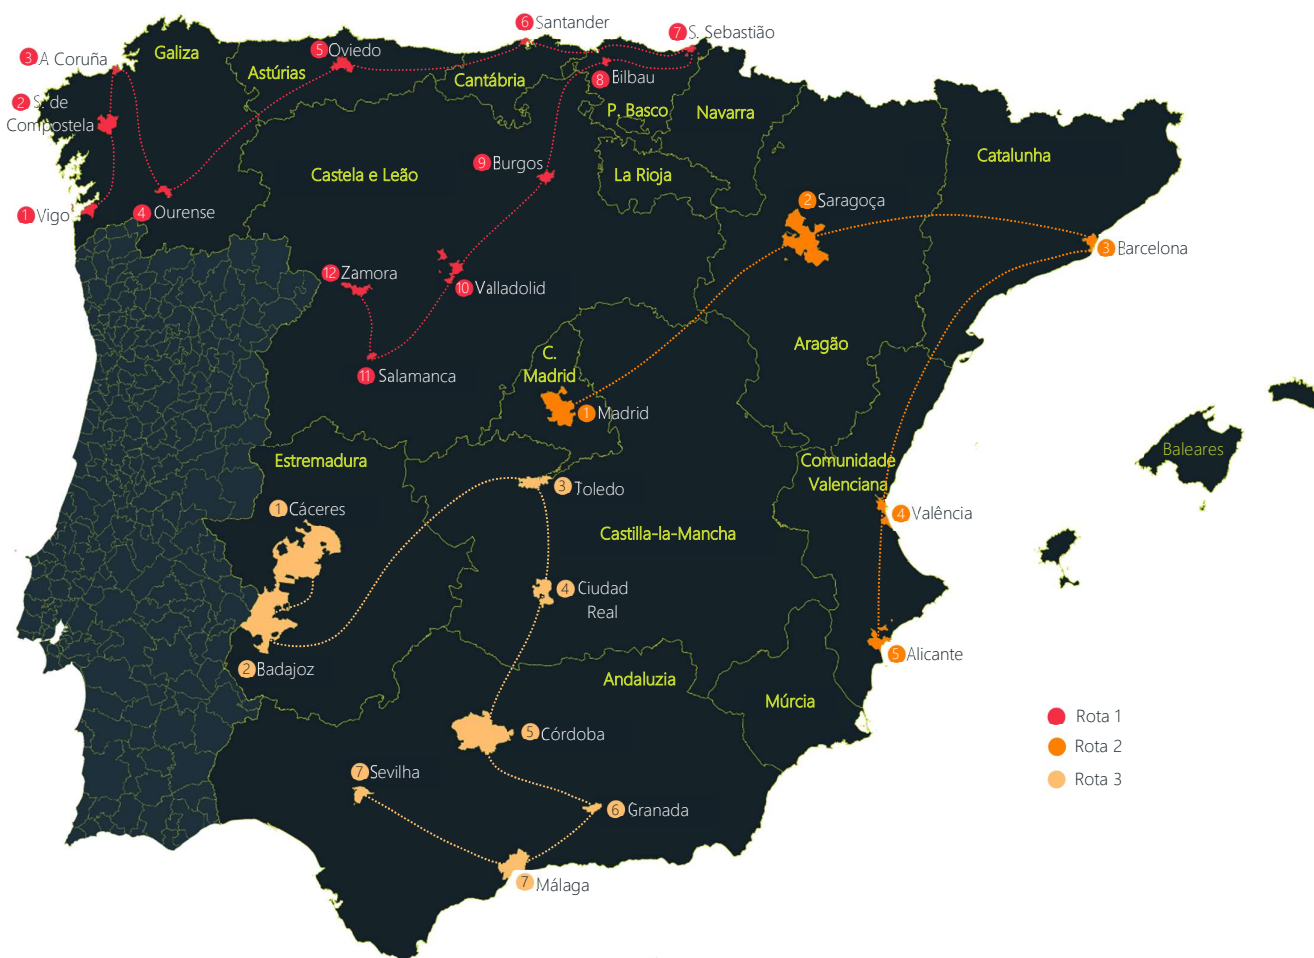 6 Santander
7 S. Sebastião
3 A Coruña
Galiza
5 Oviedo
Astúrias
Cantábria
8 Bilbau
2 S. de
Compostela
P. Basco
Navarra
Catalunha
9 Burgos
Castela e Leão
La Rioja
1 Vigo
4 Ourense
2 Saragoça
3 Barcelona
12 Zamora
10 Valladolid
Aragão
C.
Madrid
11 Salamanca
1 Madrid
Baleares
Estremadura
Comunidade
Valenciana
3 Toledo
1 Cáceres
4 Valência
Castilla-la-Mancha
4 Ciudad
Real
2 Badajoz
5 Alicante
Andaluzia
Múrcia
Rota 1
5 Córdoba
Rota 2
7 Sevilha
Rota 3
6 Granada
7 Málaga